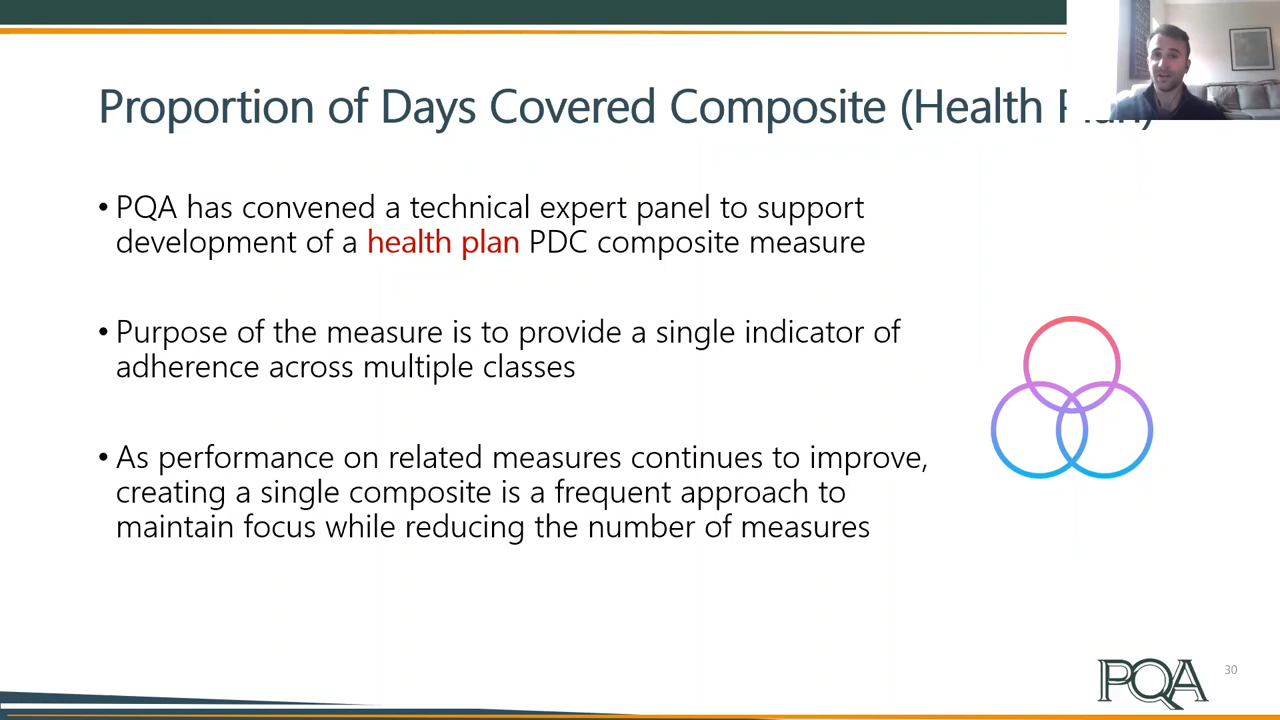 Proportion of Days Covered Composite (Health Plan)
• PQA has convened a technical expert panel to support
development of a health plan PDC composite measure
• Purpose of the measure is to provide a single indicator of
adherence across multiple classes
• As performance on related measures continues to improve,
creating a single composite is a frequent approach to
maintain focus while reducing the number of measures
PQA
30